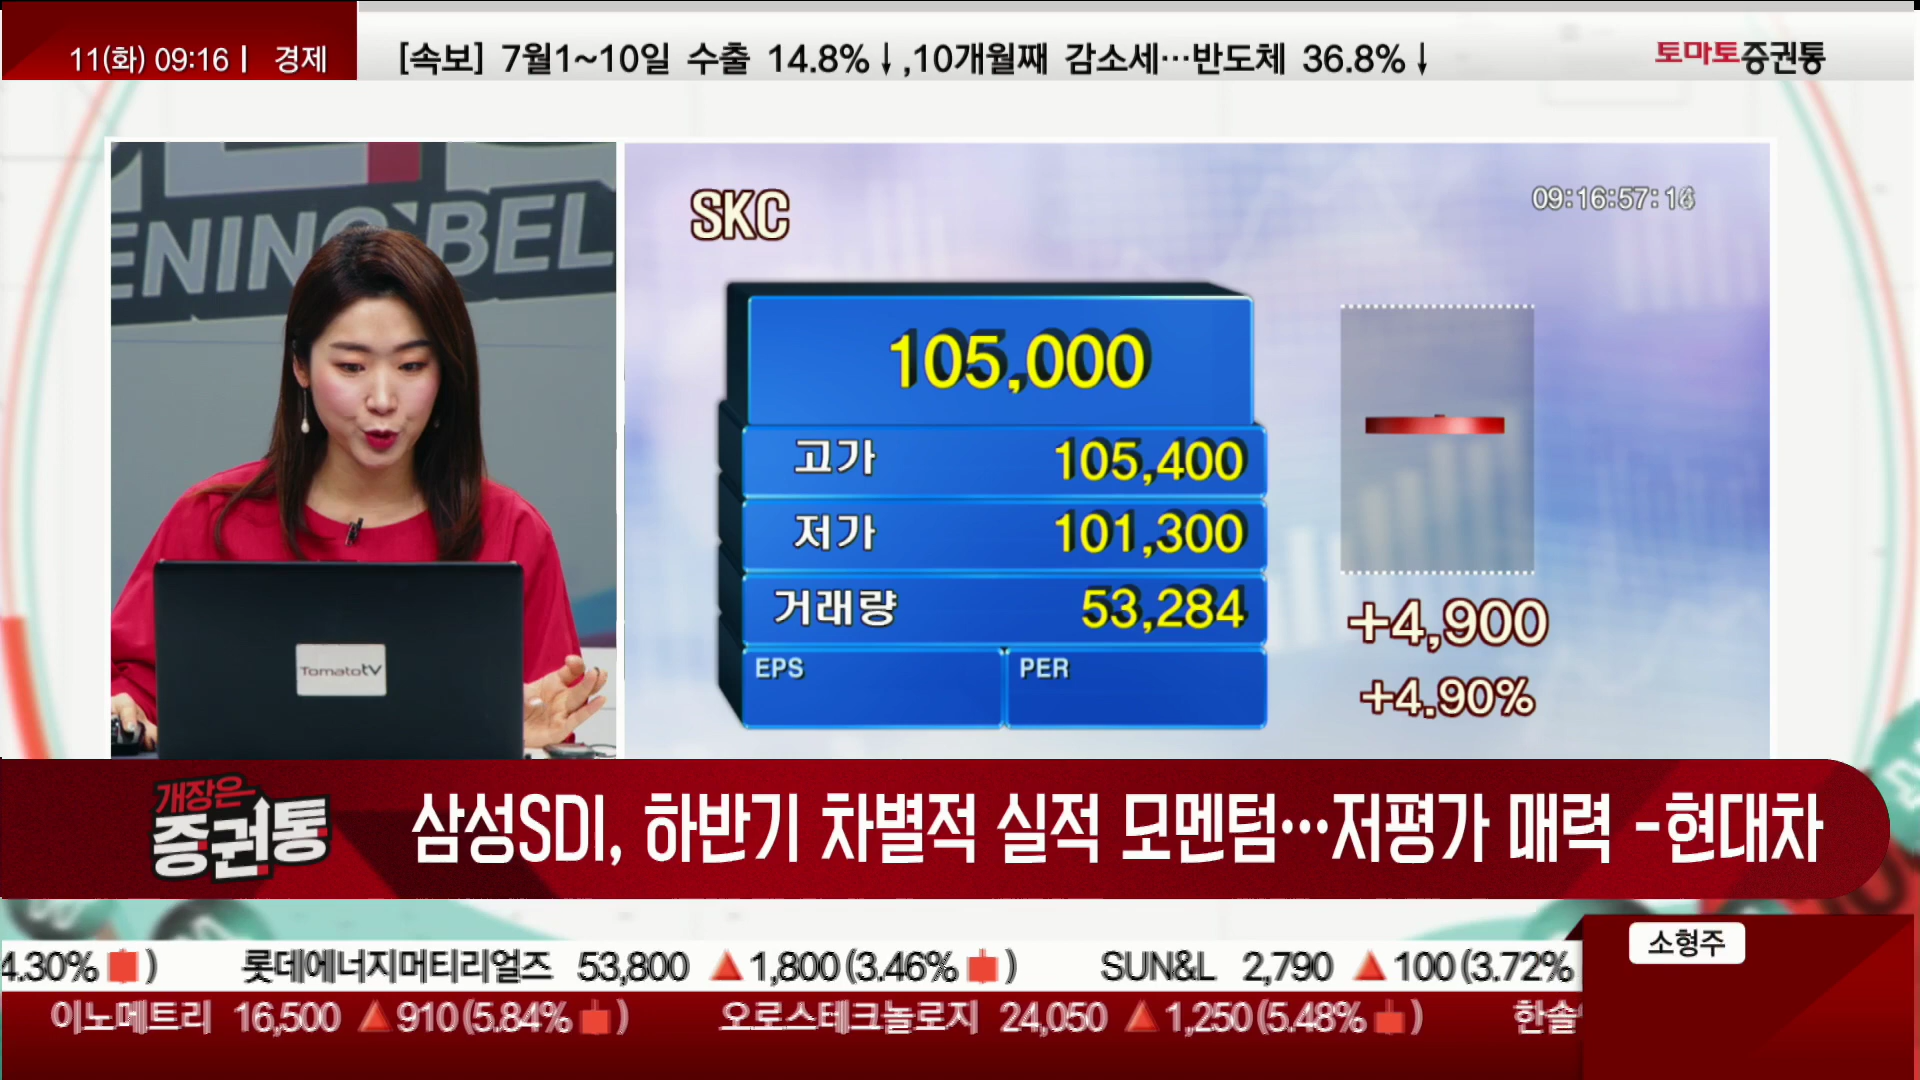 11(화) 09:16 | 경제
[속보] 7월1~10일 수출 14.8%↓,10개월째 감소세…반도체 36.8%↓
토마토증권통
ENING BEL
SKC
09:16:57:16
105,000
고가 105,400
저가 101,300
거래량 53,284
EPS
PER
+4,900
+4.90%
Tomatotv
개장은
증권통
삼성SDI, 하반기 차별적 실적 모멘텀…저평가 매력 -현대차
소형주
4.30% )
롯데에너지머티리얼즈 53,800 ▲1,800(3.46% ) SUN&L 2,790 ▲100(3.72%
이노메트리 16,500 ▲910(5.84% ) 오로스테크놀로지 24,050 ▲1,250(5.48% ) 한솔